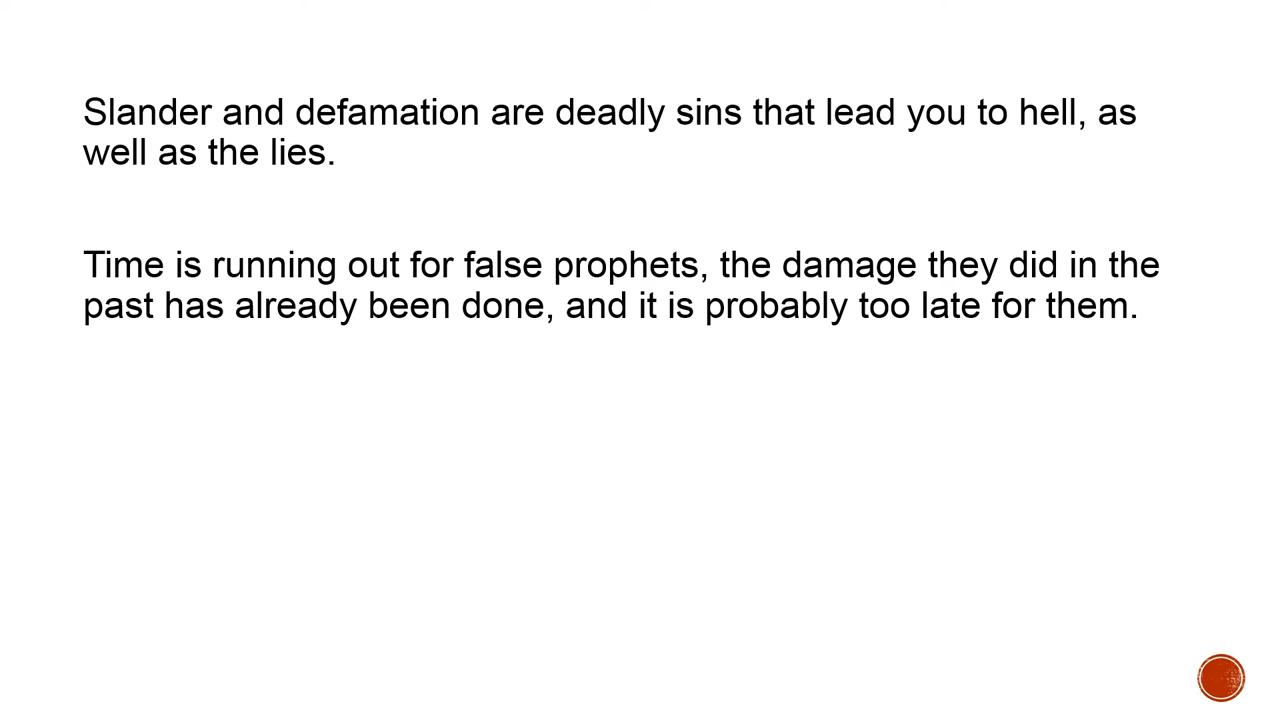 Slander and defamation are deadly sins that lead you to hell, as
well as the lies.
Time is running out for false prophets, the damage they did in the
past has already been done, and it is probably too late for them.